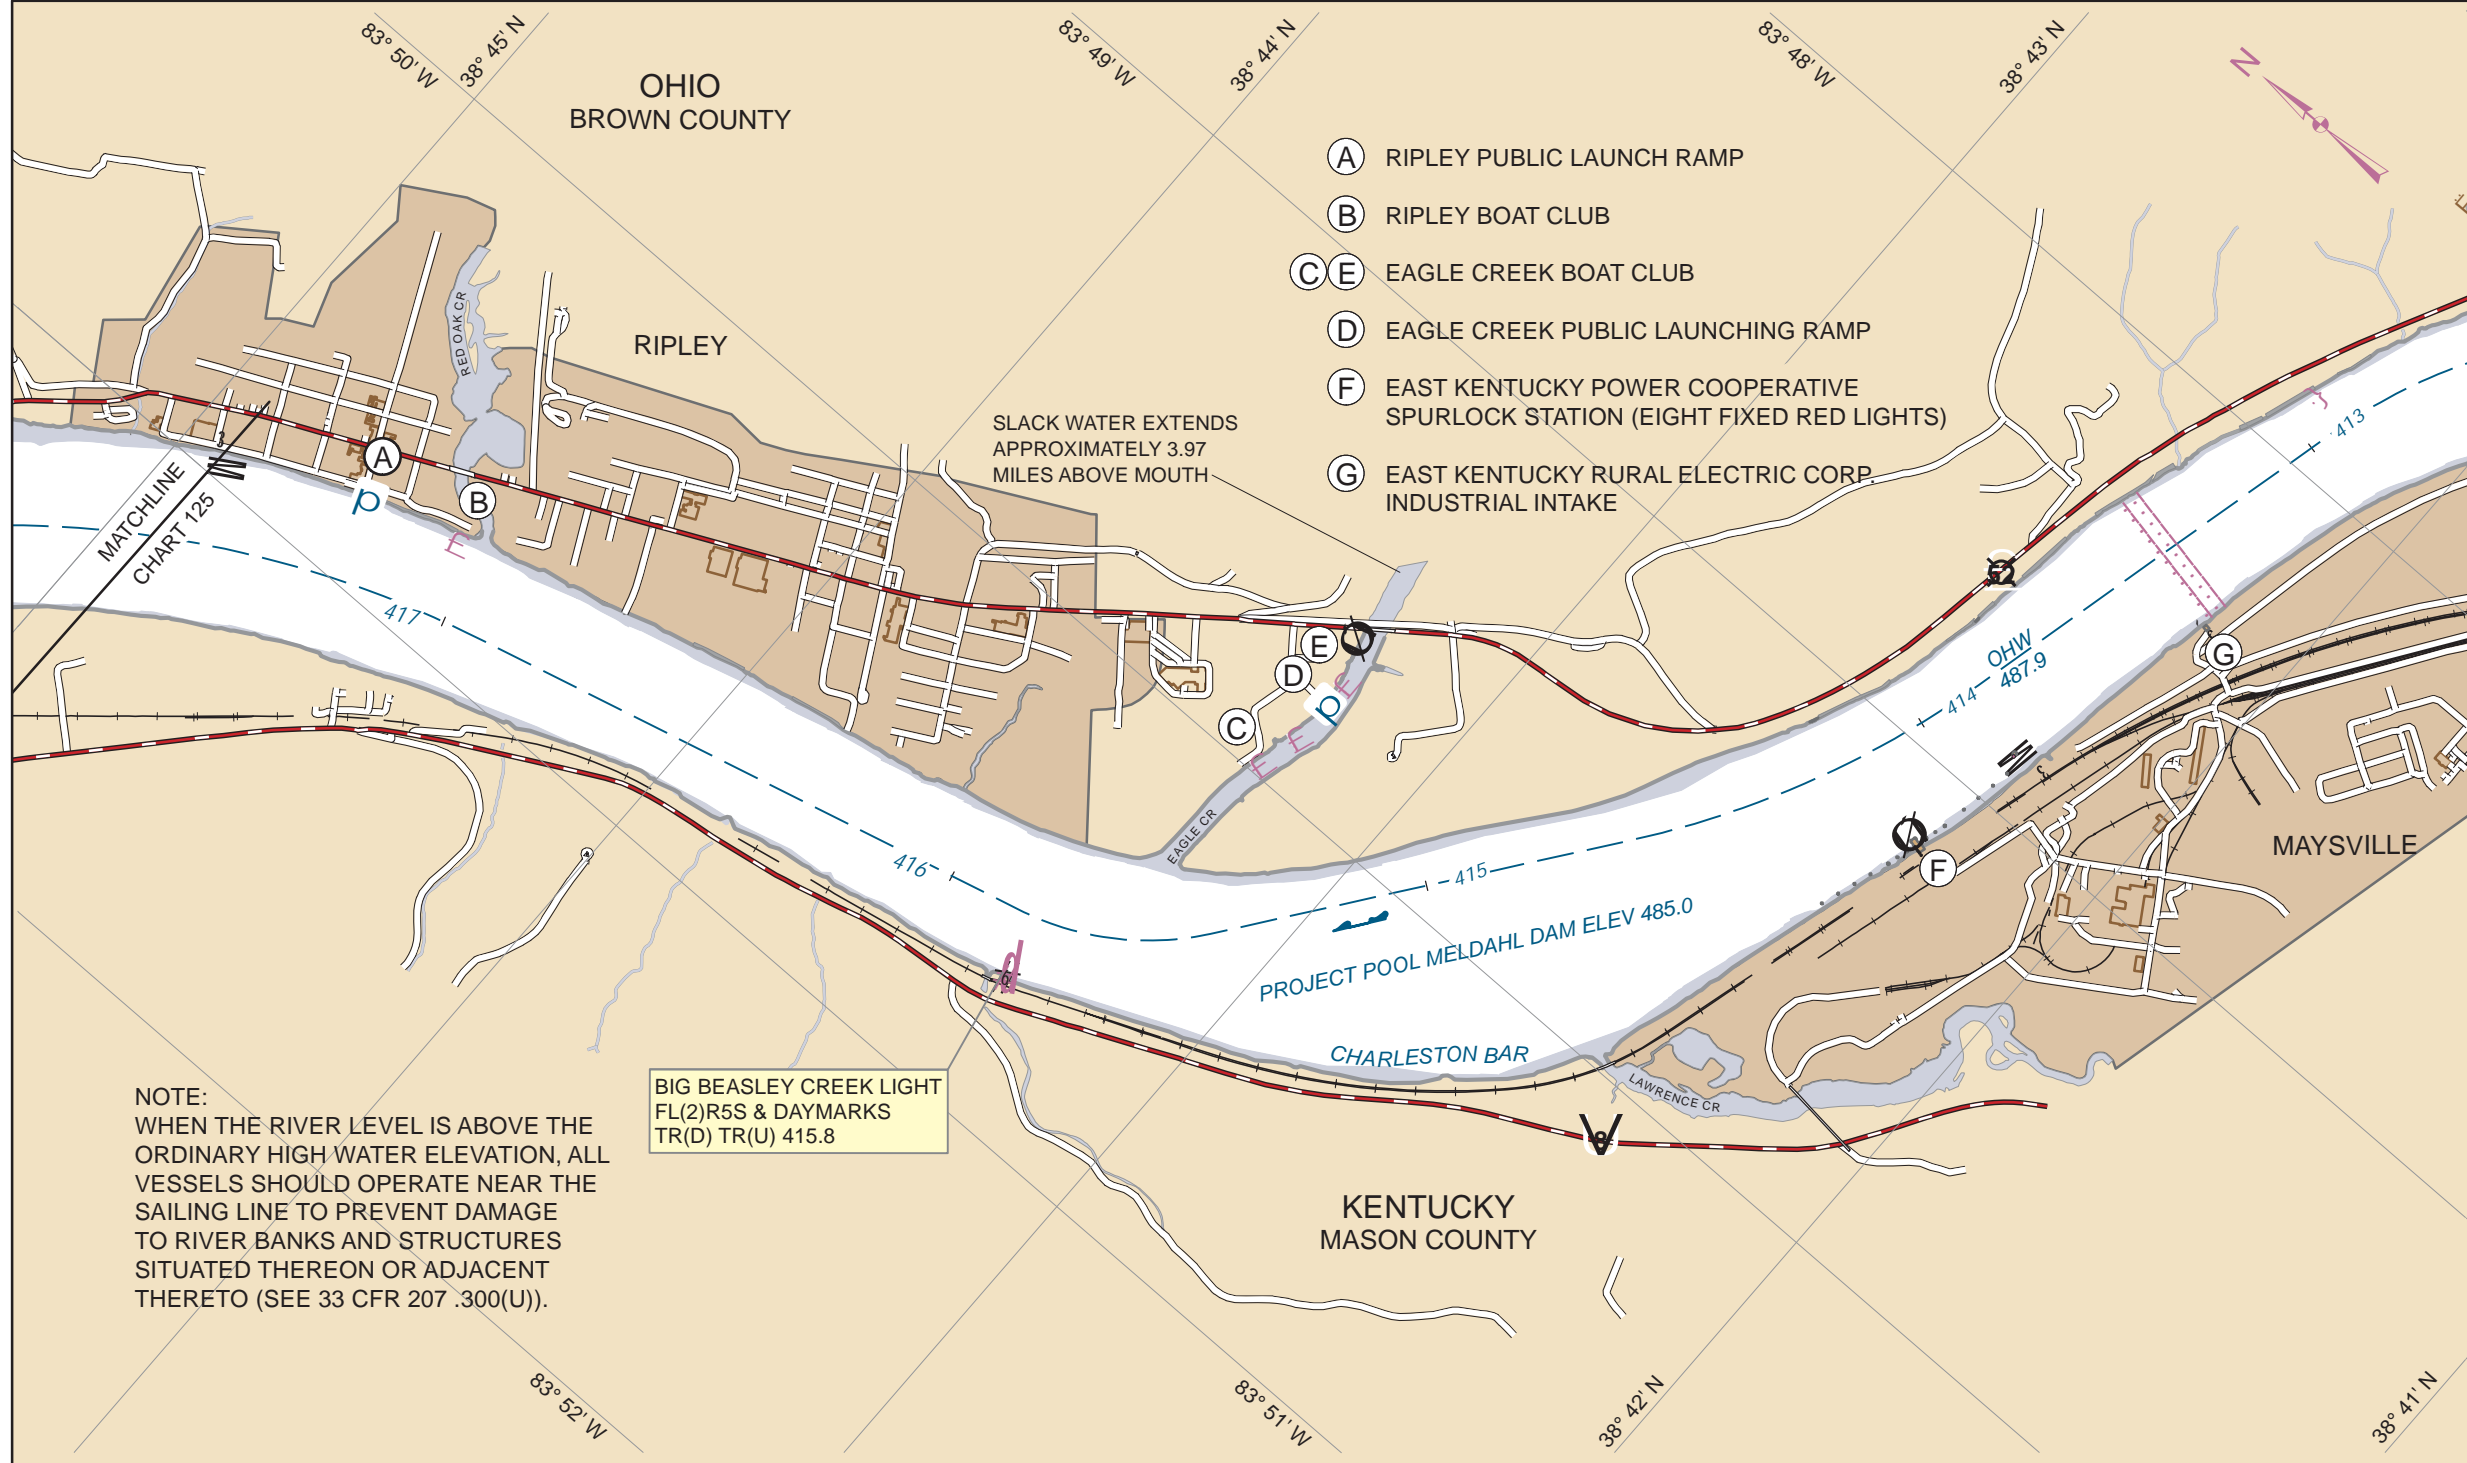 83° 50' W
38° 45' N
83° 49' W
38° 44' N
83° 48' W
38° 43' N
N
OHIO
BROWN COUNTY
A RIPLEY PUBLIC LAUNCH RAMP
B RIPLEY BOAT CLUB
C E EAGLE CREEK BOAT CLUB
D EAGLE CREEK PUBLIC LAUNCHING RAMP
F EAST KENTUCKY POWER COOPERATIVE
SPURLOCK STATION (EIGHT FIXED RED LIGHTS)
G EAST KENTUCKY RURAL ELECTRIC CORP.
INDUSTRIAL INTAKE
RED OAK CR
RIPLEY
SLACK WATER EXTENDS
APPROXIMATELY 3.97
MILES ABOVE MOUTH
A
B
MATCHLINE
CHART 125
417
413
52
E
D
C
G
OHW
487.9
414
EAGLE CR
MAYSVILLE
F
416
415
PROJECT POOL MELDAHL DAM ELEV 485.0
CHARLESTON BAR
LAWRENCE CR
8
BIG BEASLEY CREEK LIGHT
FL(2)R5S & DAYMARKS
TR(D) TR(U) 415.8
NOTE:
WHEN THE RIVER LEVEL IS ABOVE THE
ORDINARY HIGH WATER ELEVATION, ALL
VESSELS SHOULD OPERATE NEAR THE
SAILING LINE TO PREVENT DAMAGE
TO RIVER BANKS AND STRUCTURES
SITUATED THEREON OR ADJACENT
THERETO (SEE 33 CFR 207 .300(U)).
KENTUCKY
MASON COUNTY
83° 52' W
83° 51' W
38° 42' N
38° 41' N